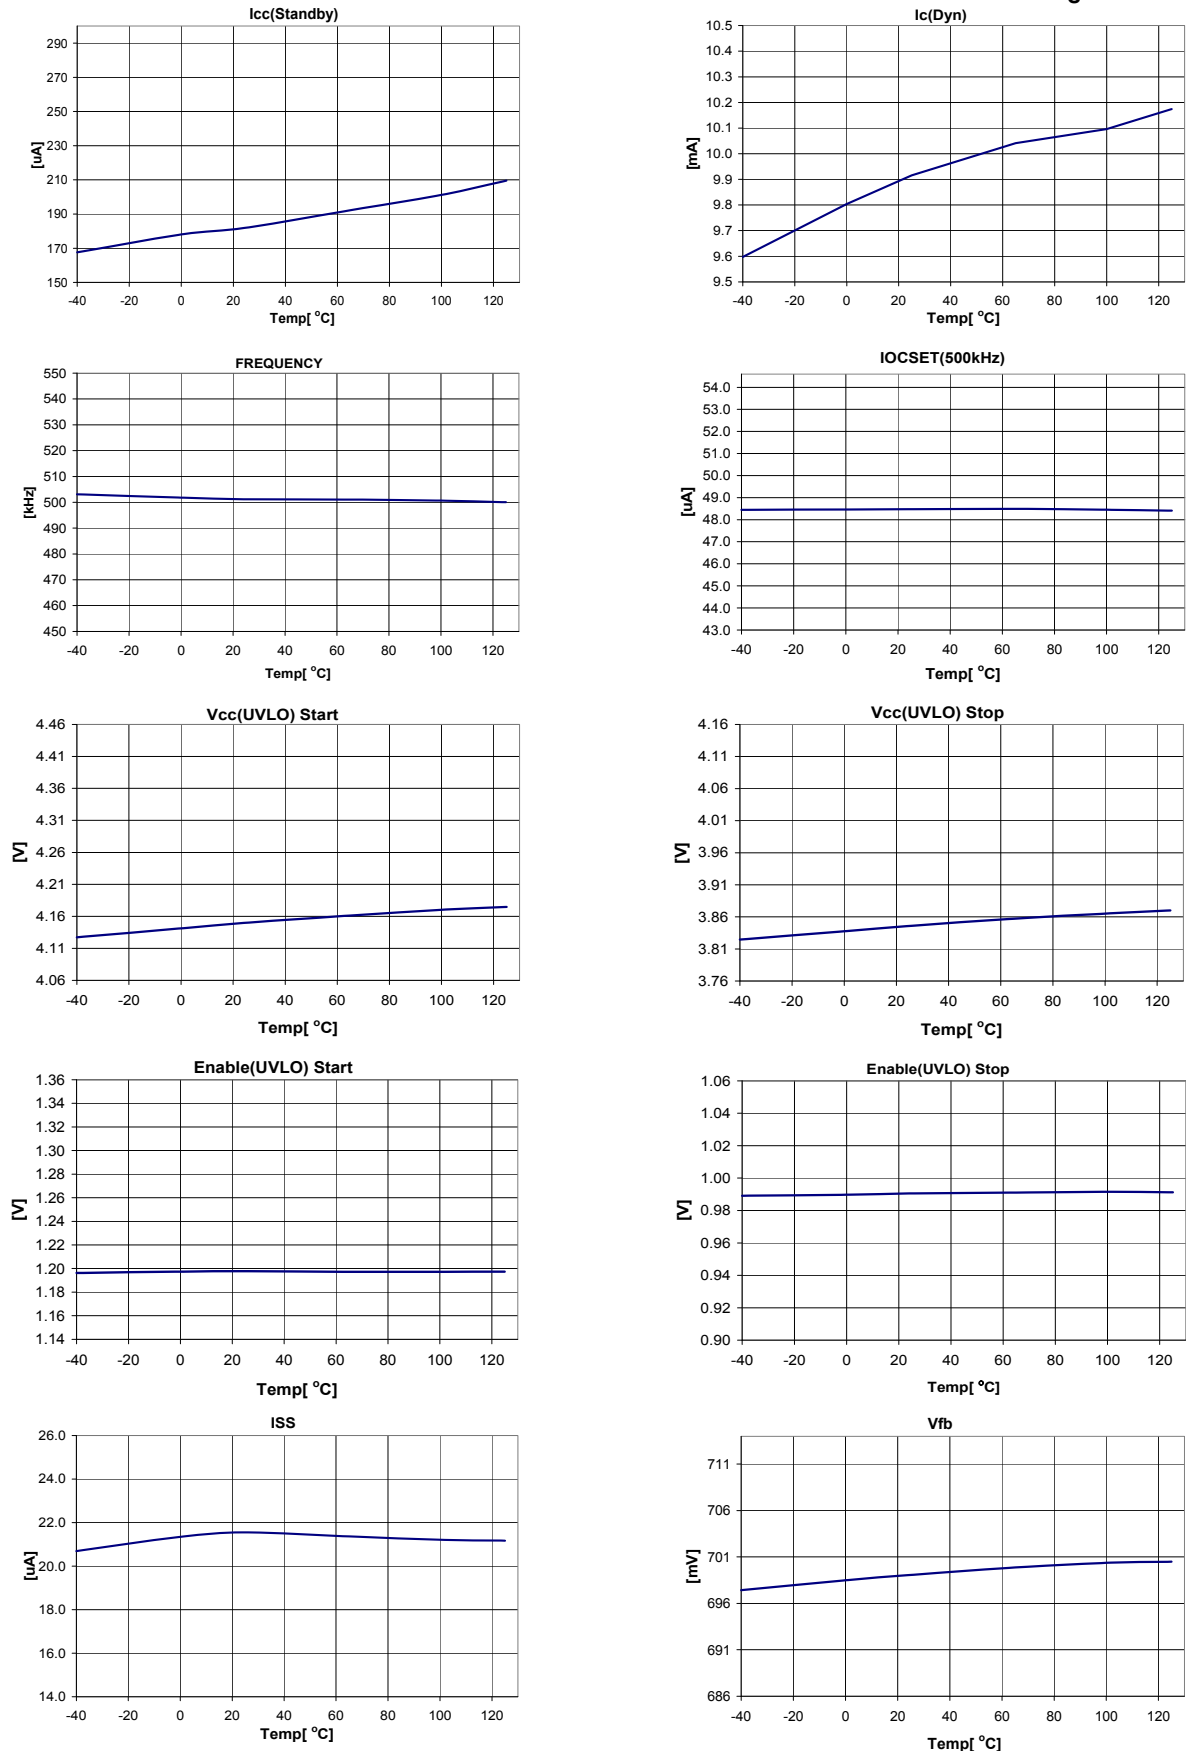 Icc(Standby)
290
270
250
230
210
190
170
150
[uA]
-40 -20 0 20 40 60 80 100 120
Temp[ °C]
Ic(Dyn)
10.5
10.4
10.3
10.2
10.1
10.0
9.9
9.8
9.7
9.6
9.5
[mA]
-40 -20 0 20 40 60 80 100 120
Temp[ °C]
FREQUENCY
550
540
530
520
510
500
490
480
470
460
450
[kHz]
-40 -20 0 20 40 60 80 100 120
Temp[ °C]
IOCSET(500kHz)
54.0
53.0
52.0
51.0
50.0
49.0
48.0
47.0
46.0
45.0
44.0
43.0
[uA]
-40 -20 0 20 40 60 80 100 120
Temp[ °C]
Vcc(UVLO) Start
4.46
4.41
4.36
4.31
4.26
4.21
4.16
4.11
4.06
[V]
-40 -20 0 20 40 60 80 100 120
Temp[ °C]
Vcc(UVLO) Stop
4.16
4.11
4.06
4.01
3.96
3.91
3.86
3.81
3.76
[V]
-40 -20 0 20 40 60 80 100 120
Temp[ °C]
Enable(UVLO) Start
1.36
1.34
1.32
1.30
1.28
1.26
1.24
1.22
1.20
1.18
1.16
1.14
[V]
-40 -20 0 20 40 60 80 100 120
Temp[ °C]
Enable(UVLO) Stop
1.06
1.04
1.02
1.00
0.98
0.96
0.94
0.92
0.90
[V]
-40 -20 0 20 40 60 80 100 120
Temp[ °C]
ISS
26.0
24.0
22.0
20.0
18.0
16.0
14.0
[uA]
-40 -20 0 20 40 60 80 100 120
Temp[ °C]
Vfb
711
706
701
696
691
686
[mV]
-40 -20 0 20 40 60 80 100 120
Temp[ °C]